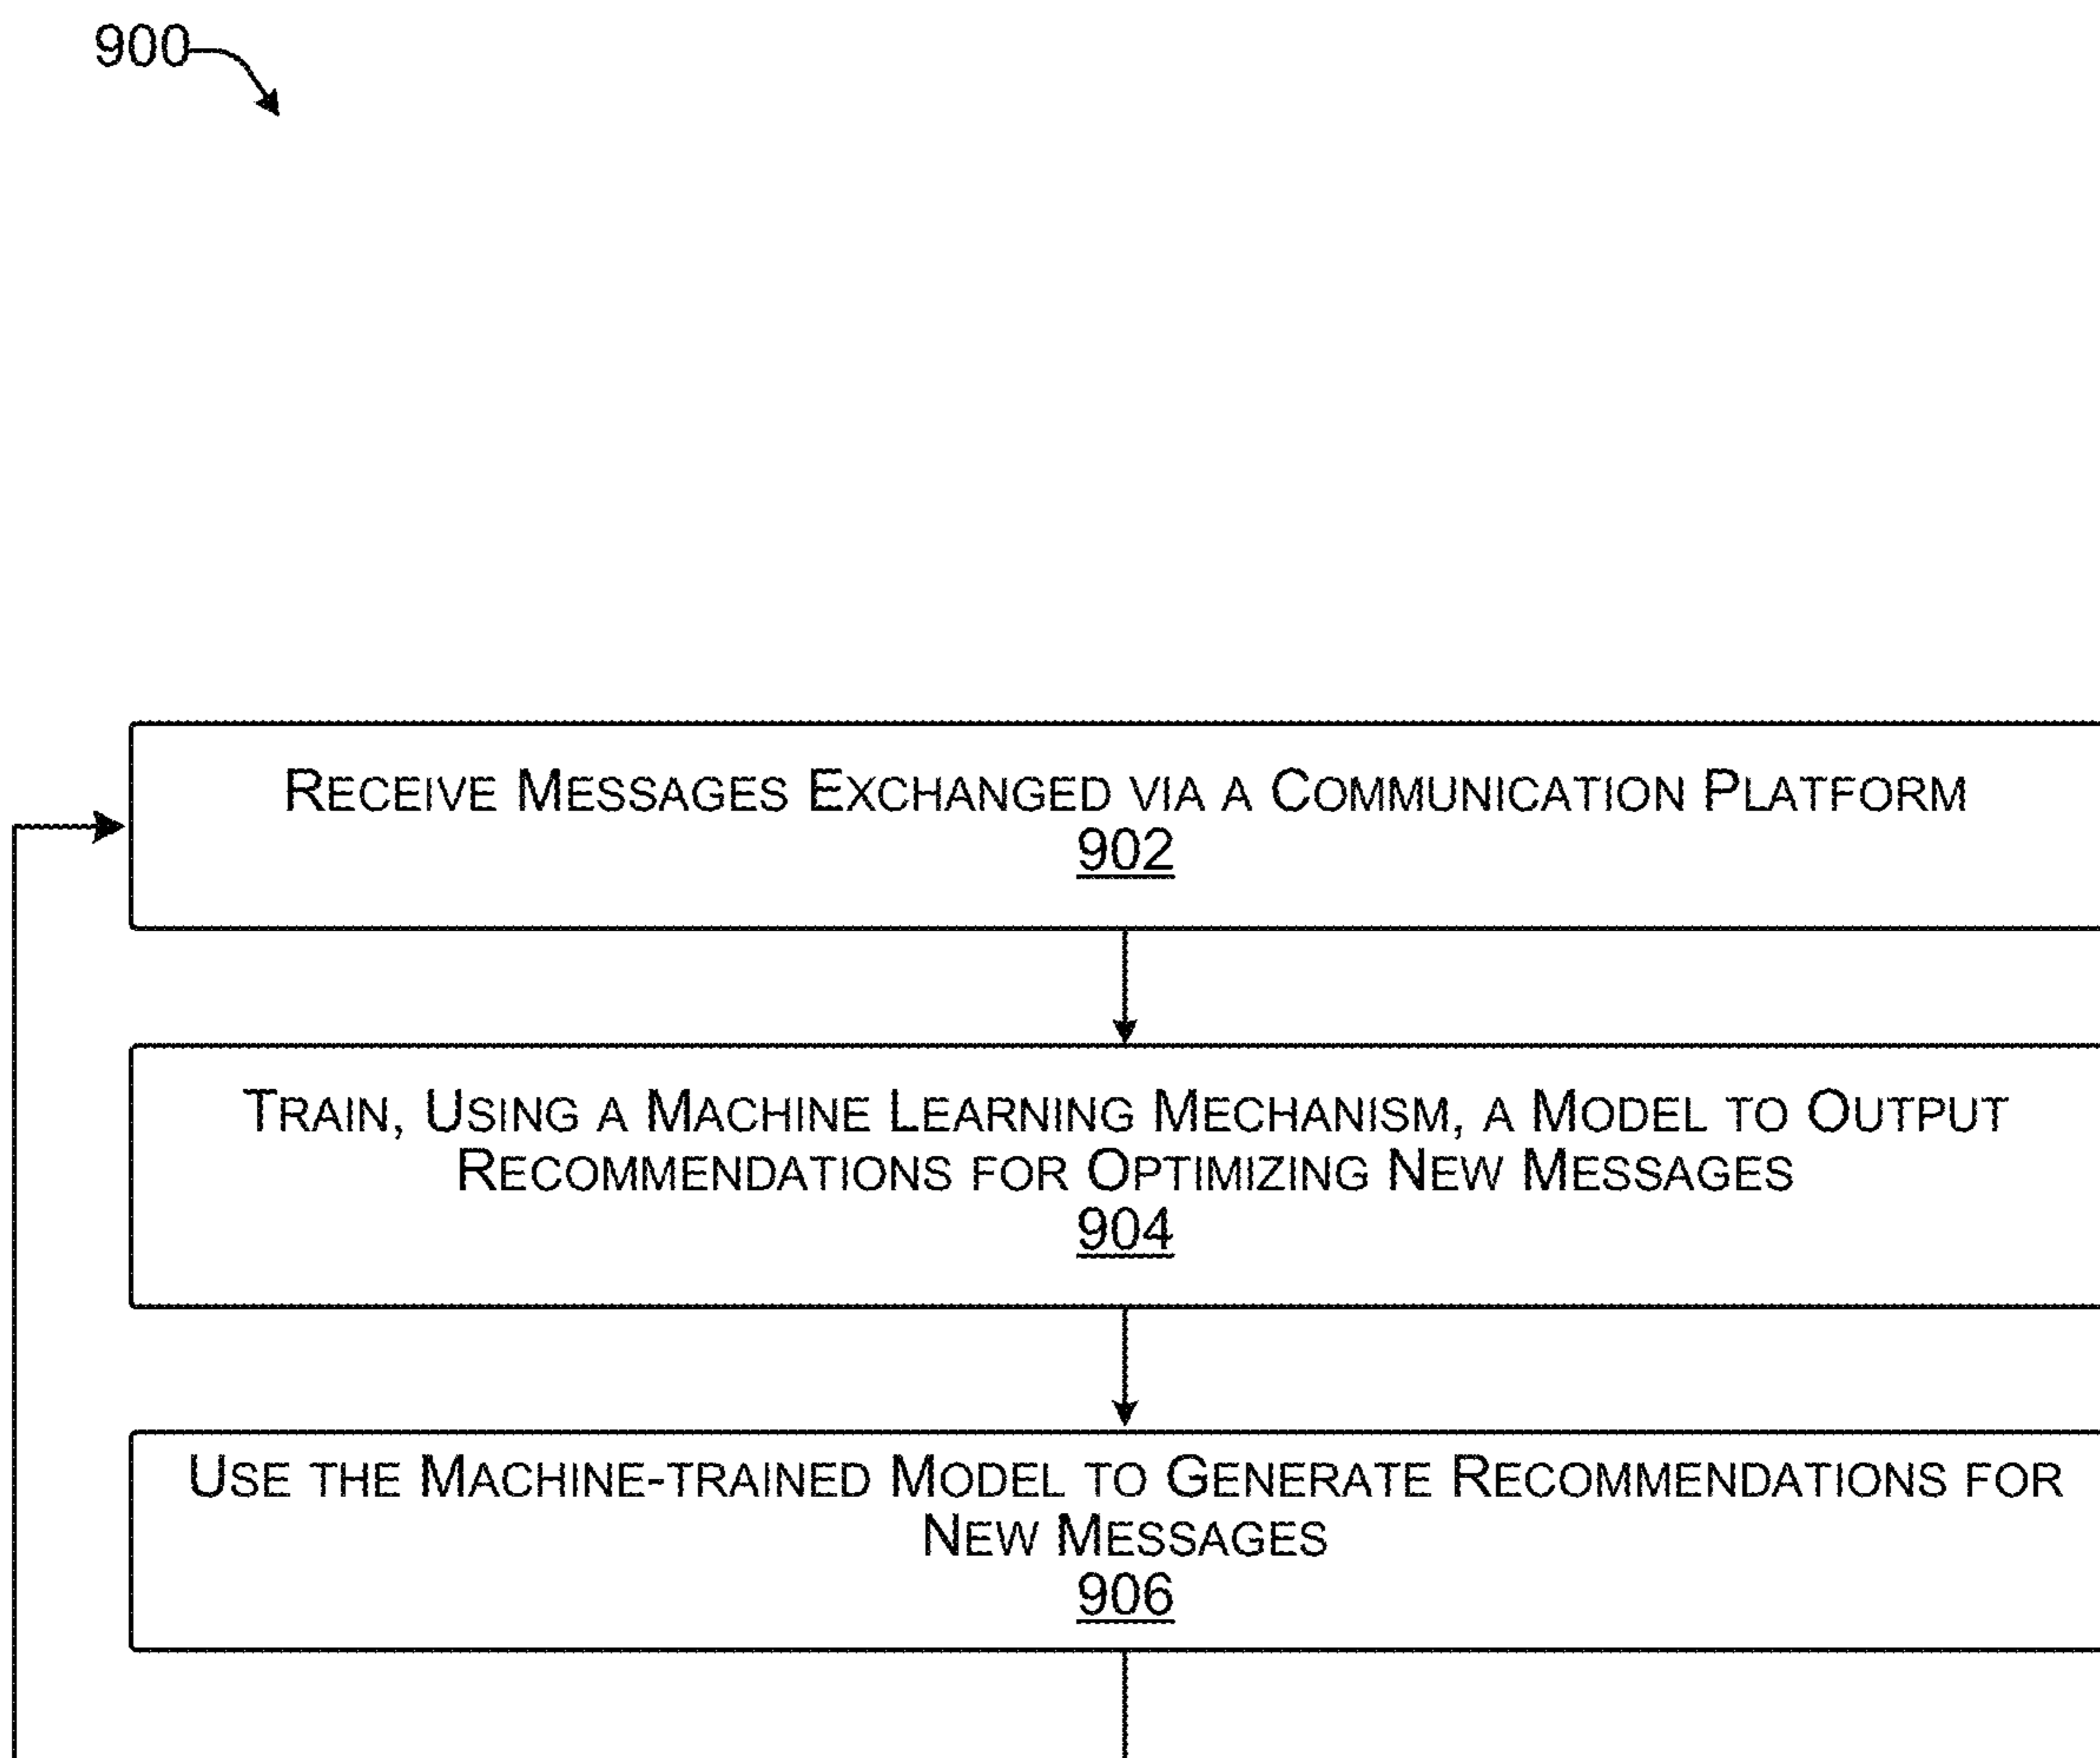 900
RECEIVE MESSAGES EXCHANGED VIA A COMMUNICATION PLATFORM
902
TRAIN, USING A MACHINE LEARNING MECHANISM, A MODEL TO OUTPUT
RECOMMENDATIONS FOR OPTIMIZING NEW MESSAGES
904
USE THE MACHINE-TRAINED MODEL TO GENERATE RECOMMENDATIONS FOR
NEW MESSAGES
906